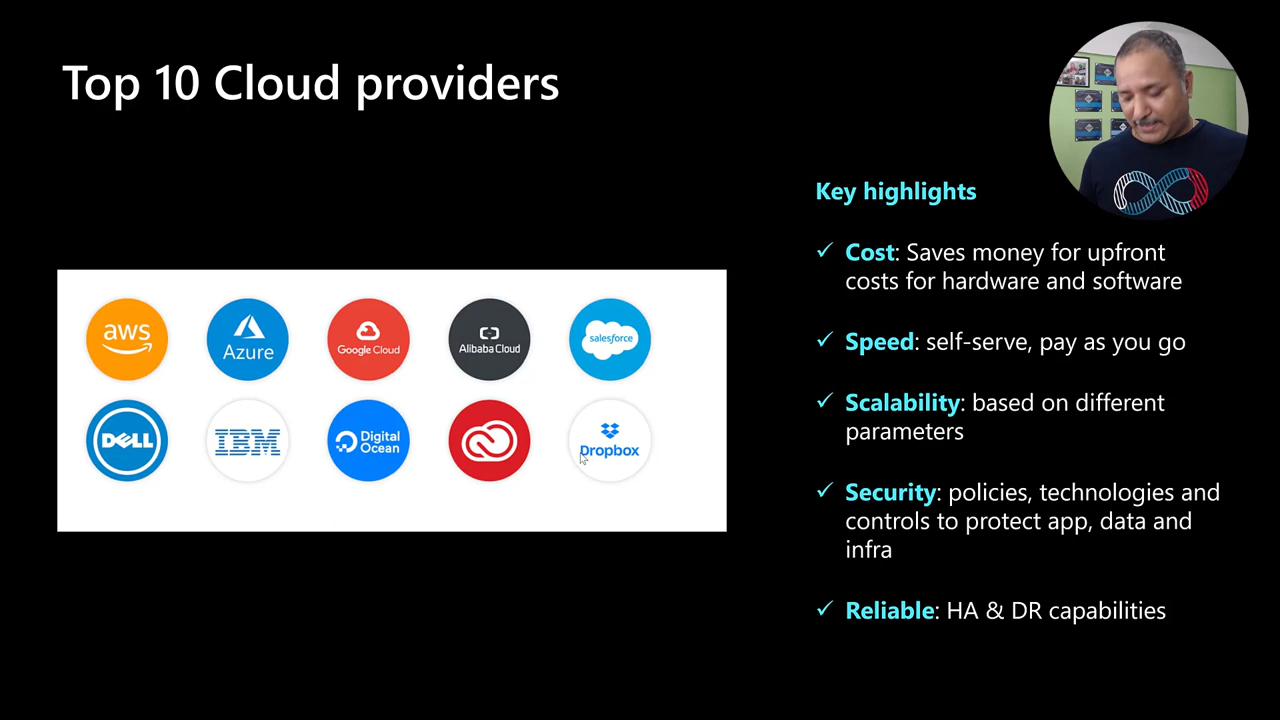 Top 10 Cloud providers
Key highlights
✓ Cost: Saves money for upfront
costs for hardware and software
✓ Speed: self-serve, pay as you go
✓ Scalability: based on different
parameters
✓ Security: policies, technologies and
controls to protect app, data and
infra
✓ Reliable: HA & DR capabilities
aws
Azure
Google Cloud
Alibaba Cloud
salesforce
DELL
IBM
Digital
Ocean
Dropbox